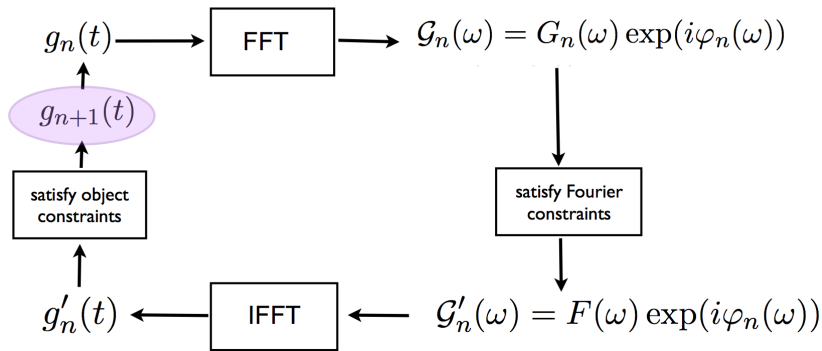 g_n(t)
FFT
𝒢_n(ω) = G_n(ω) exp(iφ_n(ω))
g_{n+1}(t)
satisfy object
constraints
satisfy Fourier
constraints
g′_n(t)
IFFT
𝒢′_n(ω) = F(ω) exp(iφ_n(ω))